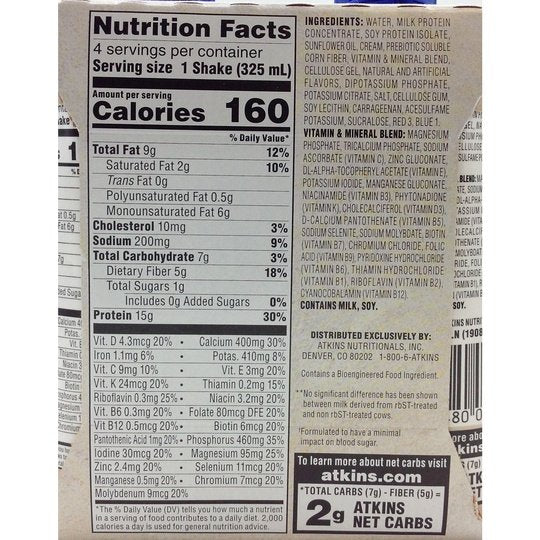 Nutrition Facts
4 servings per container
Serving size 1 Shake (325 mL)
Amount per serving
Calories 160
% Daily Value*
Total Fat 9g 12%
Saturated Fat 2g 10%
Trans Fat 0g
Polyunsaturated Fat 0.5g
Monounsaturated Fat 6g
Cholesterol 10mg 3%
Sodium 200mg 9%
Total Carbohydrate 7g 3%
Dietary Fiber 5g 18%
Total Sugars 1g
Includes 0g Added Sugars 0%
Protein 15g 30%
Vit. D 4.3mcg 20% • Calcium 400mg 30%
Iron 1.1mg 6% • Potas. 410mg 8%
Vit. C 9mg 10% • Vit. E 3mg 20%
Vit. K 24mcg 20% • Thiamin 0.2mg 15%
Riboflavin 0.3mg 25% • Niacin 3.2mg 20%
Vit. B6 0.3mg 20% • Folate 80mcg DFE 20%
Vit B12 0.5mcg 20% • Biotin 6mcg 20%
Pantothenic Acid 1mg 20% • Phosphorus 460mg 35%
Iodine 30mcg 20% • Magnesium 95mg 25%
Zinc 2.4mg 20% • Selenium 11mcg 20%
Manganese 0.5mg 20% • Chromium 7mcg 20%
Molybdenum 9mcg 20%
*The % Daily Value (DV) tells you how much a nutrient
in a serving of food contributes to a daily diet. 2,000
calories a day is used for general nutrition advice.
INGREDIENTS: WATER, MILK PROTEIN
CONCENTRATE, SOY PROTEIN ISOLATE,
SUNFLOWER OIL, CREAM, PREBIOTIC SOLUBLE
CORN FIBER, VITAMIN & MINERAL BLEND,
CELLULOSE GEL, NATURAL AND ARTIFICIAL
FLAVORS, DIPOTASSIUM PHOSPHATE,
POTASSIUM CITRATE, SALT, CELLULOSE GUM,
SOY LECITHIN, CARRAGEENAN, ACESULFAME
POTASSIUM, SUCRALOSE, RED 3, BLUE 1.
VITAMIN & MINERAL BLEND: MAGNESIUM
PHOSPHATE, TRICALCIUM PHOSPHATE, SODIUM
ASCORBATE (VITAMIN C), ZINC GLUCONATE,
DL-ALPHA-TOCOPHERYL ACETATE (VITAMIN E),
POTASSIUM IODIDE, MANGANESE GLUCONATE,
NIACINAMIDE (VITAMIN B3), PHYTONADIONE
(VITAMIN K), CHOLECALCIFEROL (VITAMIN D3),
D-CALCIUM PANTOTHENATE (VITAMIN B5),
SODIUM SELENITE, SODIUM MOLYBDATE, BIOTIN
(VITAMIN B7), CHROMIUM CHLORIDE, FOLIC
ACID (VITAMIN B9), PYRIDOXINE HYDROCHLORIDE
(VITAMIN B6), THIAMIN HYDROCHLORIDE
(VITAMIN B1), RIBOFLAVIN (VITAMIN B2),
CYANOCOBALAMIN (VITAMIN B12).
CONTAINS MILK, SOY.
DISTRIBUTED EXCLUSIVELY BY:
ATKINS NUTRITIONALS, INC.
DENVER, CO 80202 1-800-6-ATKINS
Contains a Bioengineered Food Ingredient.
**No significant difference has been shown
between milk derived from rbST-treated
and non rbST-treated cows.
†Formulated to have a minimal
impact on blood sugar.
To learn more about net carbs visit
atkins.com
*TOTAL CARBS (7g) - FIBER (5g) =
2g ATKINS
NET CARBS